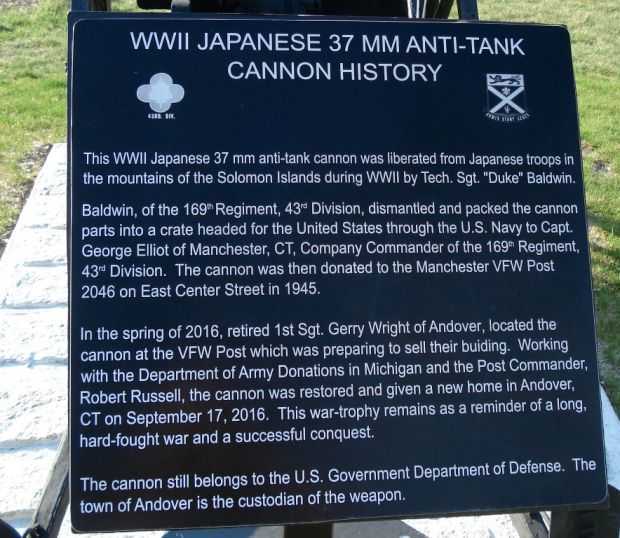 WWII JAPANESE 37 MM ANTI-TANK
CANNON HISTORY
43RD. DIV.
This WWII Japanese 37 mm anti-tank cannon was liberated from Japanese troops in
the mountains of the Solomon Islands during WWII by Tech. Sgt. "Duke" Baldwin.
Baldwin, of the 169th Regiment, 43rd Division, dismantled and packed the cannon
parts into a crate headed for the United States through the U.S. Navy to Capt.
George Elliot of Manchester, CT, Company Commander of the 169th Regiment,
43rd Division. The cannon was then donated to the Manchester VFW Post
2046 on East Center Street in 1945.
In the spring of 2016, retired 1st Sgt. Gerry Wright of Andover, located the
cannon at the VFW Post which was preparing to sell their buiding. Working
with the Department of Army Donations in Michigan and the Post Commander,
Robert Russell, the cannon was restored and given a new home in Andover,
CT on September 17, 2016. This war-trophy remains as a reminder of a long,
hard-fought war and a successful conquest.
The cannon still belongs to the U.S. Government Department of Defense. The
town of Andover is the custodian of the weapon.